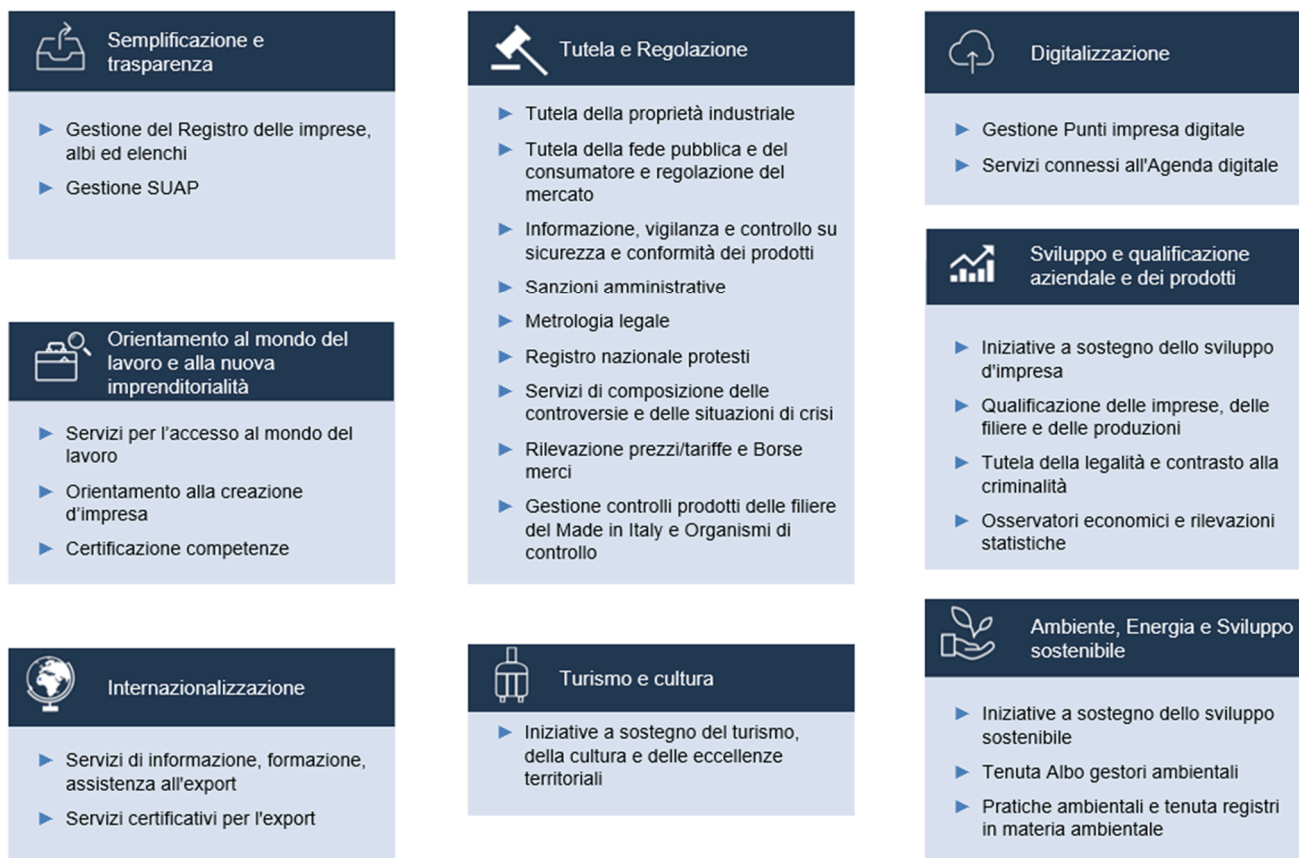 Semplificazione e
trasparenza
Gestione del Registro delle imprese,
albi ed elenchi
Gestione SUAP
Orientamento al mondo del
lavoro e alla nuova
imprenditorialità
Servizi per l’accesso al mondo del
lavoro
Orientamento alla creazione
d’impresa
Certificazione competenze
Internazionalizzazione
Servizi di informazione, formazione,
assistenza all'export
Servizi certificativi per l'export
Tutela e Regolazione
Tutela della proprietà industriale
Tutela della fede pubblica e del
consumatore e regolazione del
mercato
Informazione, vigilanza e controllo su
sicurezza e conformità dei prodotti
Sanzioni amministrative
Metrologia legale
Registro nazionale protesti
Servizi di composizione delle
controversie e delle situazioni di crisi
Rilevazione prezzi/tariffe e Borse
merci
Gestione controlli prodotti delle filiere
del Made in Italy e Organismi di
controllo
Turismo e cultura
Iniziative a sostegno del turismo,
della cultura e delle eccellenze
territoriali
Digitalizzazione
Gestione Punti impresa digitale
Servizi connessi all'Agenda digitale
Sviluppo e qualificazione
aziendale e dei prodotti
Iniziative a sostegno dello sviluppo
d'impresa
Qualificazione delle imprese, delle
filiere e delle produzioni
Tutela della legalità e contrasto alla
criminalità
Osservatori economici e rilevazioni
statistiche
Ambiente, Energia e Sviluppo
sostenibile
Iniziative a sostegno dello sviluppo
sostenibile
Tenuta Albo gestori ambientali
Pratiche ambientali e tenuta registri
in materia ambientale